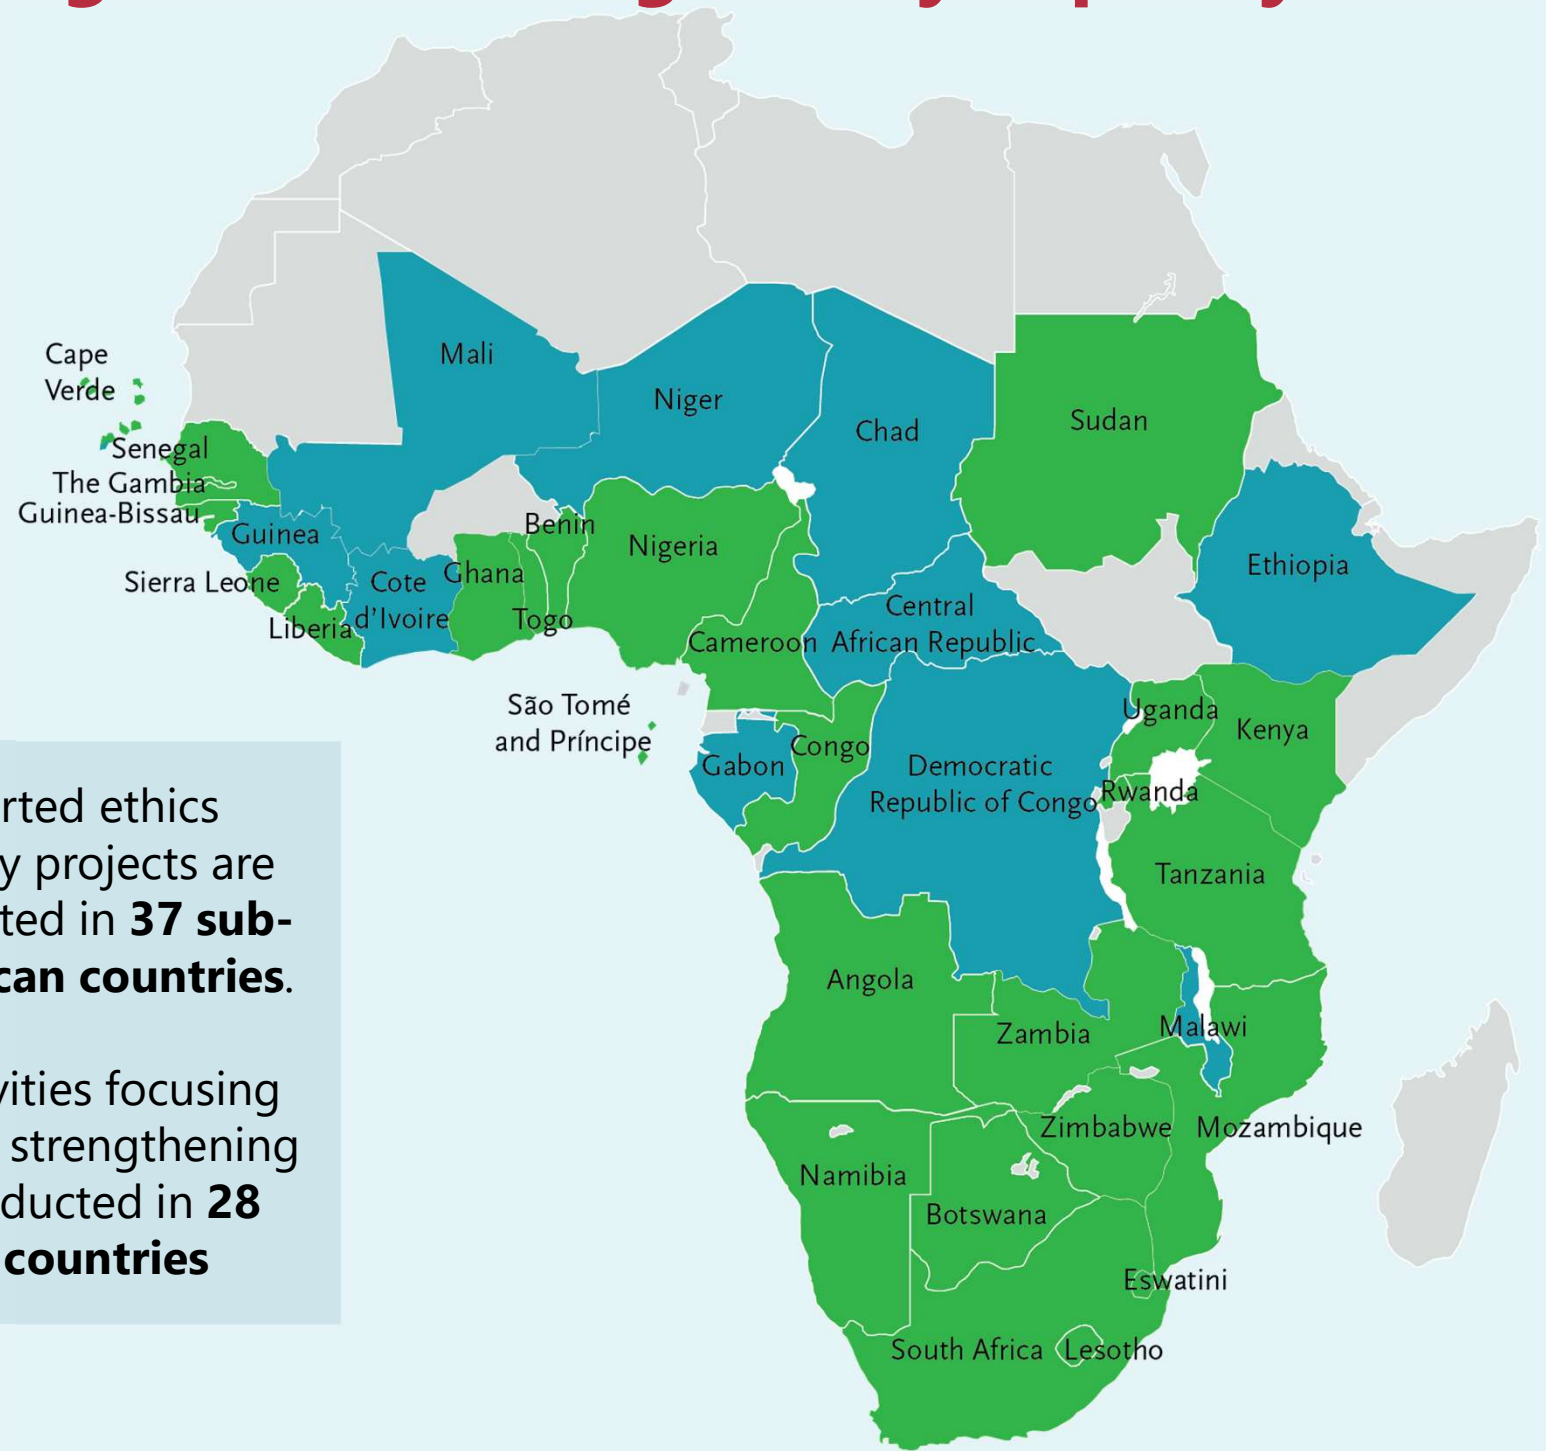 Cape
Verde
Senegal
The Gambia
Guinea-Bissau
Guinea
Sierra Leone
Liberia
Mali
Niger
Chad
Sudan
Benin
Nigeria
Ghana
Cote
d'Ivoire
Togo
Ethiopia
Central
African Republic
Cameroon
São Tomé
and Príncipe
Gabon
Congo
Democratic
Republic of Congo
Uganda
Kenya
Rwanda
Tanzania
Angola
Zambia
Malawi
Zimbabwe
Mozambique
Namibia
Botswana
Eswatini
South Africa
Lesotho
rted ethics
y projects are
ted in 37 sub-
can countries.
vities focusing
strengthening
ducted in 28
countries